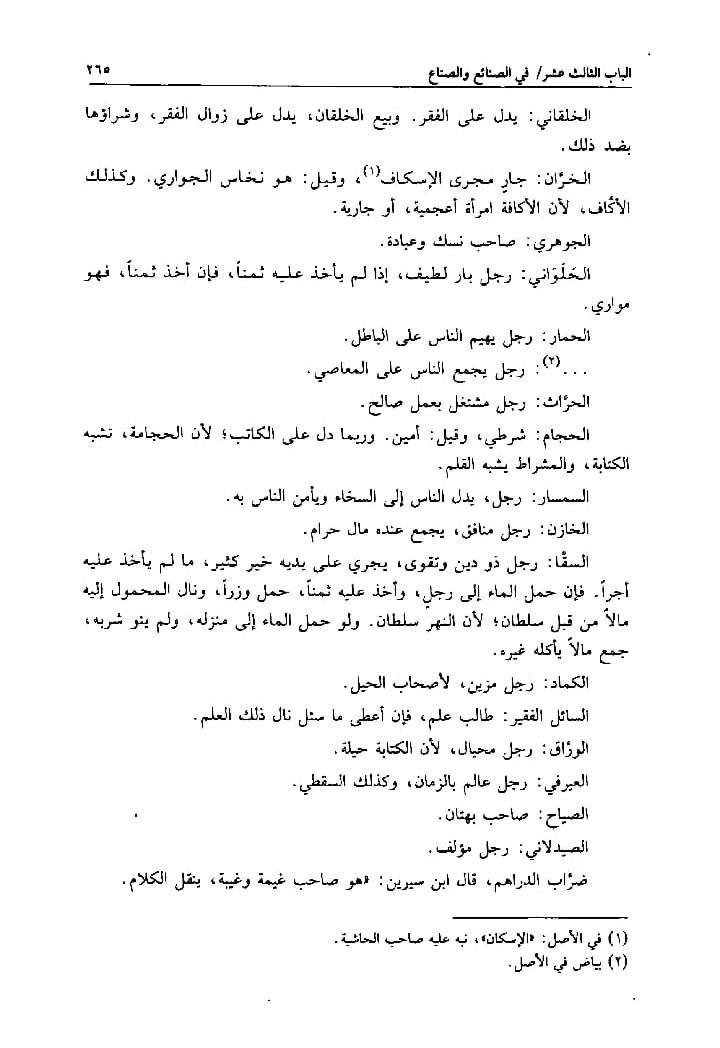 الباب الثالث عشر/ في الصنائع والصناع ٢٦٥
الخلقاني: يدل على الفقر. وبيع الخلقان، يدل على زوال الفقر، وشراؤها
بضد ذلك.
الخزّان: جارٍ مجرى الإسكاف(١)، وقيل: هو نخاس الجواري. وكذلك
الأكّاف، لأن الأكافة امرأة أعجمية، أو جارية.
الجوهري: صاحب نسك وعبادة.
الحَلَوَاني: رجل بار لطيف، إذا لم يأخذ عليه ثمناً، فإن أخذ ثمناً، فهو
مواري.
الحمار: رجل يهيم الناس على الباطل.
...(٢): رجل يجمع الناس على المعاصي.
الحرّاث: رجل مشتغل بعمل صالح.
الحجام: شرطي، وقيل: أمين. وربما دل على الكاتب؛ لأن الحجامة، تشبه
الكتابة، والمشراط يشبه القلم.
السمسار: رجل، يدل الناس إلى السخاء ويأمن الناس به.
الخازن: رجل منافق، يجمع عنده مال حرام.
السقّا: رجل ذو دين وتقوى، يجري على يديه خير كثير، ما لم يأخذ عليه
أجراً. فإن حمل الماء إلى رجلٍ، وأخذ عليه ثمناً، حمل وزراً، ونال المحمول إليه
مالاً من قبل سلطان؛ لأن النهر سلطان. ولو حمل الماء إلى منزله، ولم ينو شربه،
جمع مالاً يأكله غيره.
الكماد: رجل مزين، لأصحاب الحيل.
السائل الفقير: طالب علم، فإن أعطى ما سئل نال ذلك العلم.
الورّاق: رجل محيال، لأن الكتابة حيلة.
العيرفي: رجل عالم بالزمان، وكذلك السقطي.
الصياح: صاحب بهتان.
الصيدلاني: رجل مؤلف.
ضرّاب الدراهم، قال ابن سيرين: «هو صاحب غيمة وغيبة، ينقل الكلام.
(١) في الأصل: «الإسكان»، نبه عليه صاحب الحاشية.
(٢) بياض في الأصل.